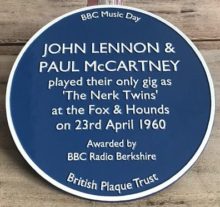 BBC Music Day
JOHN LENNON &
PAUL McCARTNEY
played their only gig as
'The Nerk Twins'
at the Fox & Hounds
on 23rd April 1960
Awarded by
BBC Radio Berkshire
British Plaque Trust